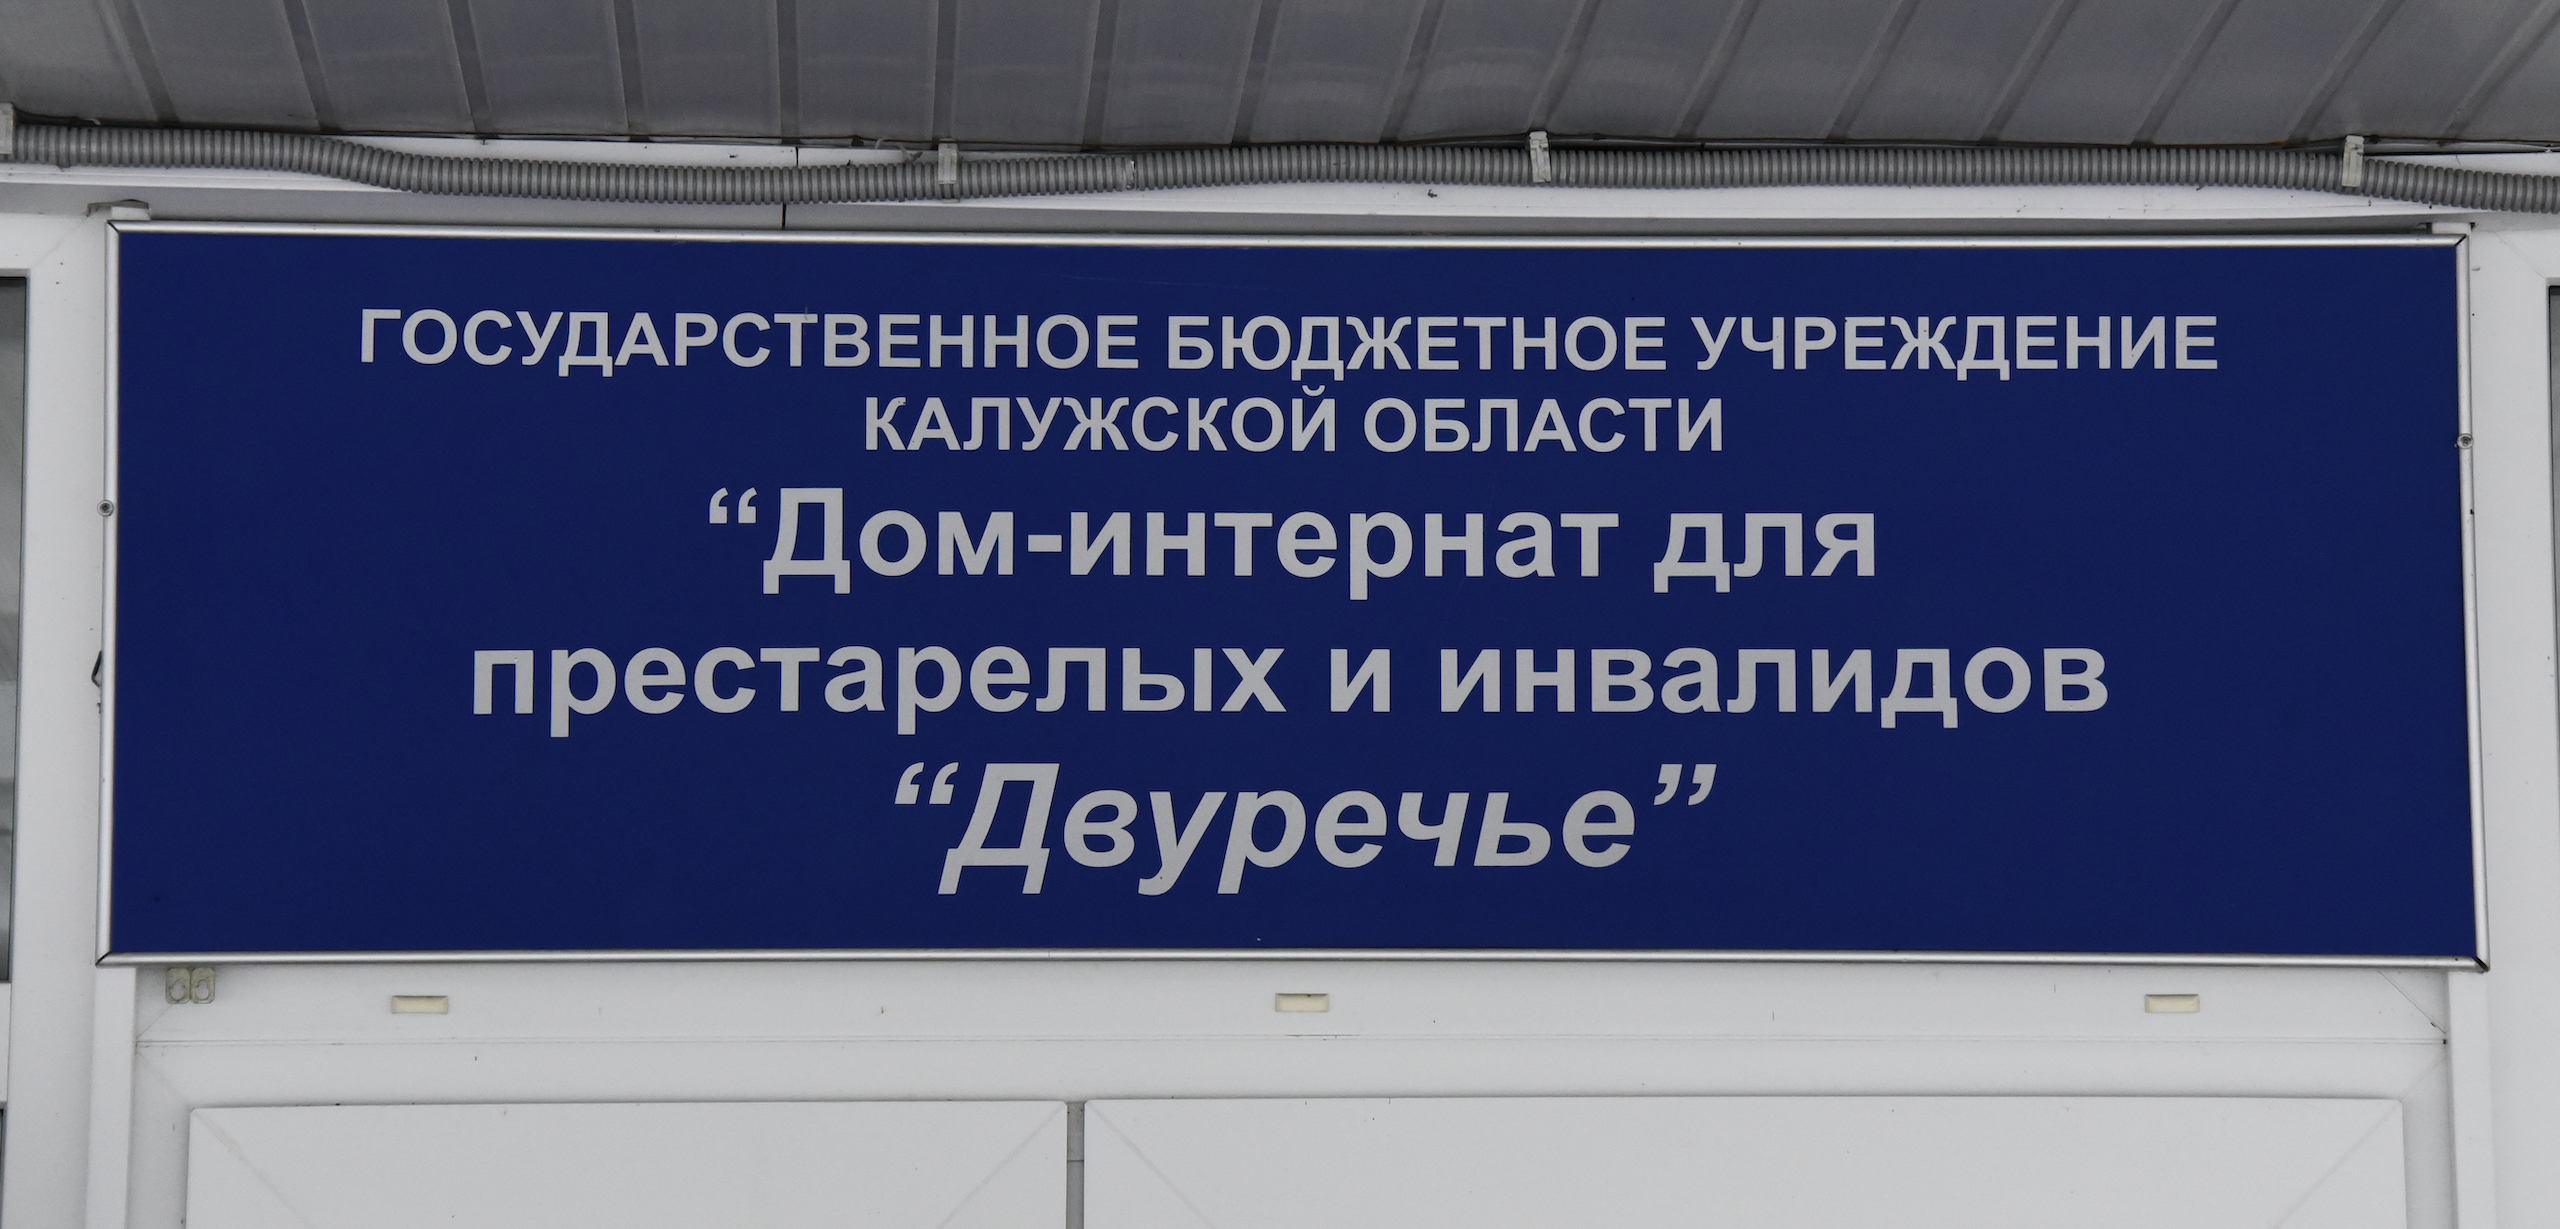 ГОСУДАРСТВЕННОЕ БЮДЖЕТНОЕ УЧРЕЖДЕНИЕ
КАЛУЖСКОЙ ОБЛАСТИ
“Дом-интернат для
престарелых и инвалидов
“Двуречье”